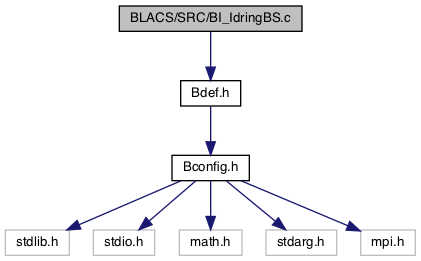 BLACS/SRC/BI_IdringBS.c
Bdef.h
Bconfig.h
stdlib.h
stdio.h
math.h
stdarg.h
mpi.h